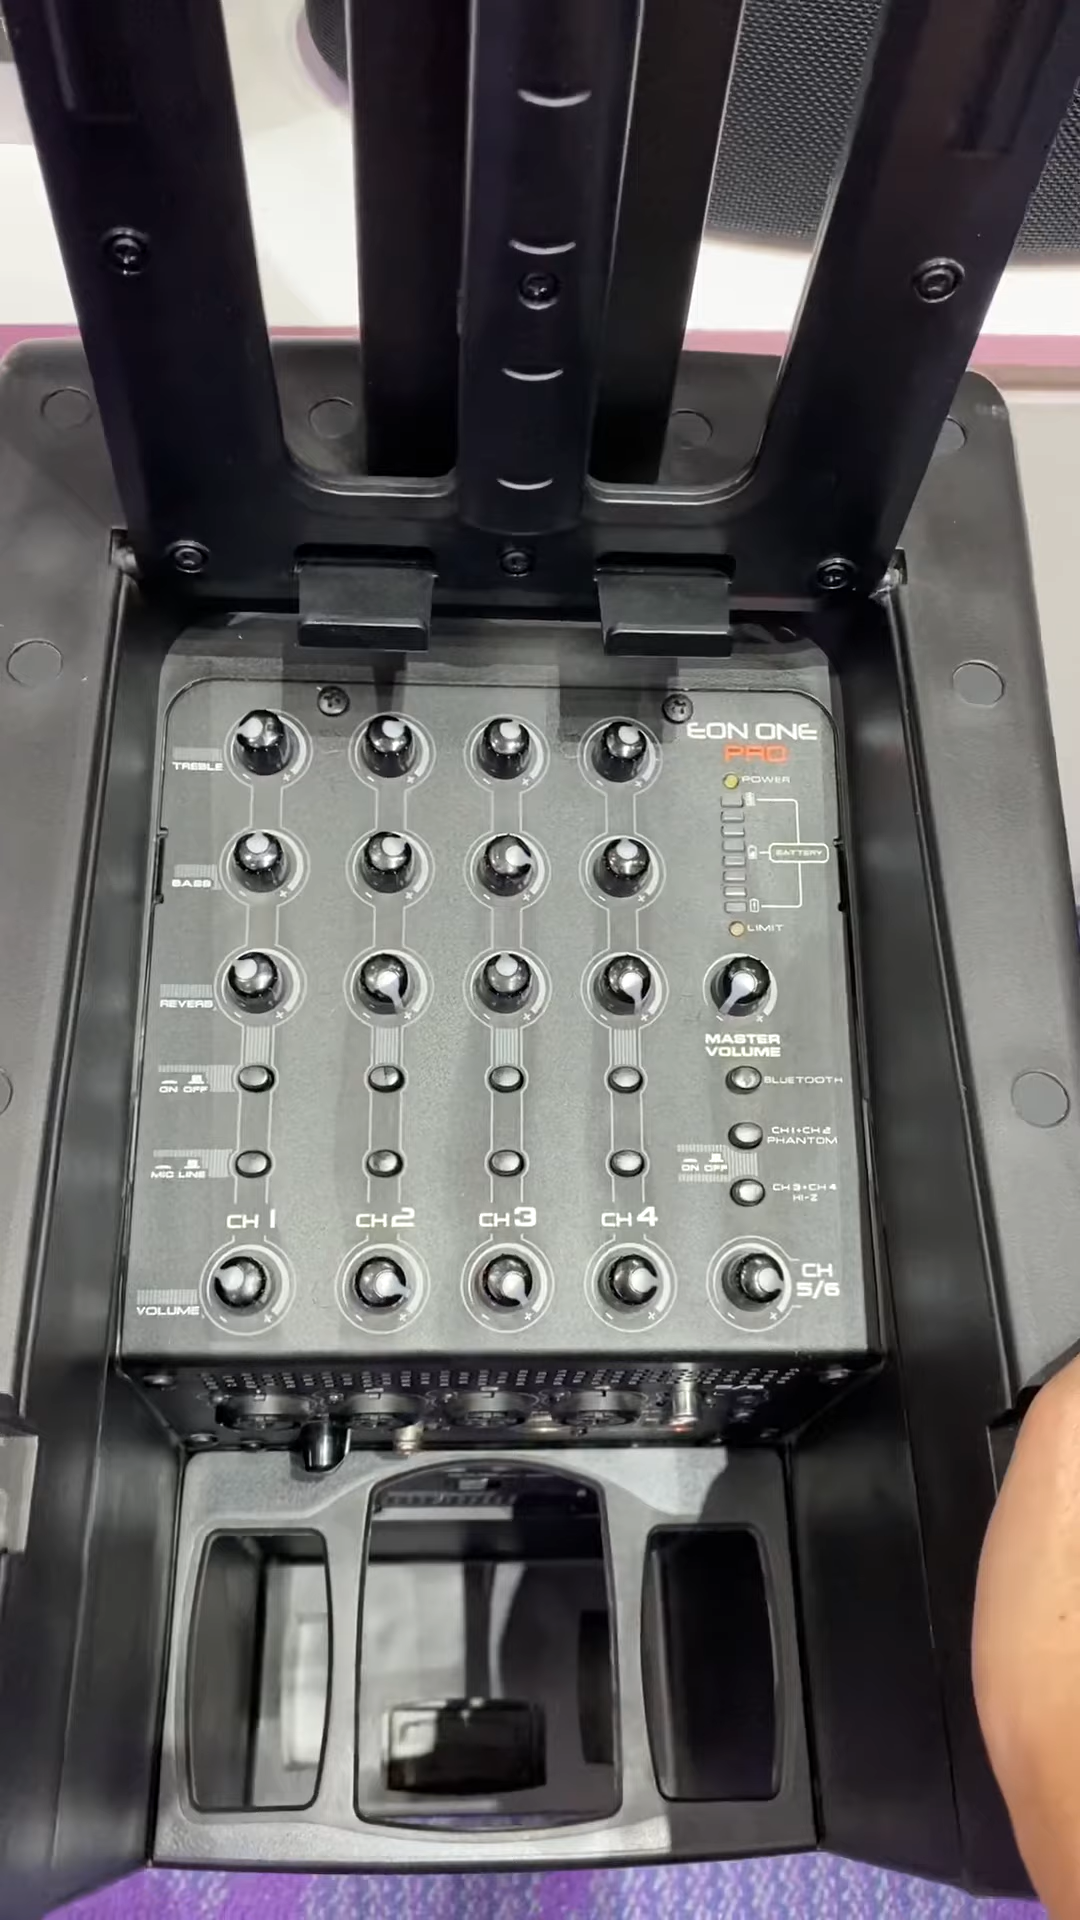 EON ONE
PRO
TREBLE
POWER
BATTERY
BASS
LIMIT
REVERB
MASTER
VOLUME
ON OFF
BLUETOOTH
CH1+CH2
PHANTOM
MIC LINE
ON OFF
CH3+CH4
HI-Z
CH 1
CH 2
CH 3
CH 4
CH
5/6
VOLUME